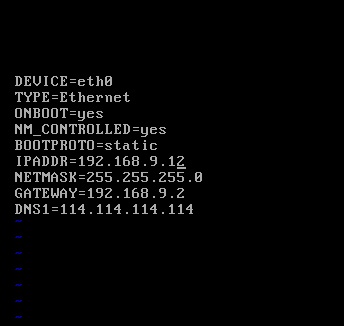 DEVICE=eth0
TYPE=Ethernet
ONBOOT=yes
NM_CONTROLLED=yes
BOOTPROTO=static
IPADDR=192.168.9.12
NETMASK=255.255.255.0
GATEWAY=192.168.9.2
DNS1=114.114.114.114
~
~
~
~
~
~
~